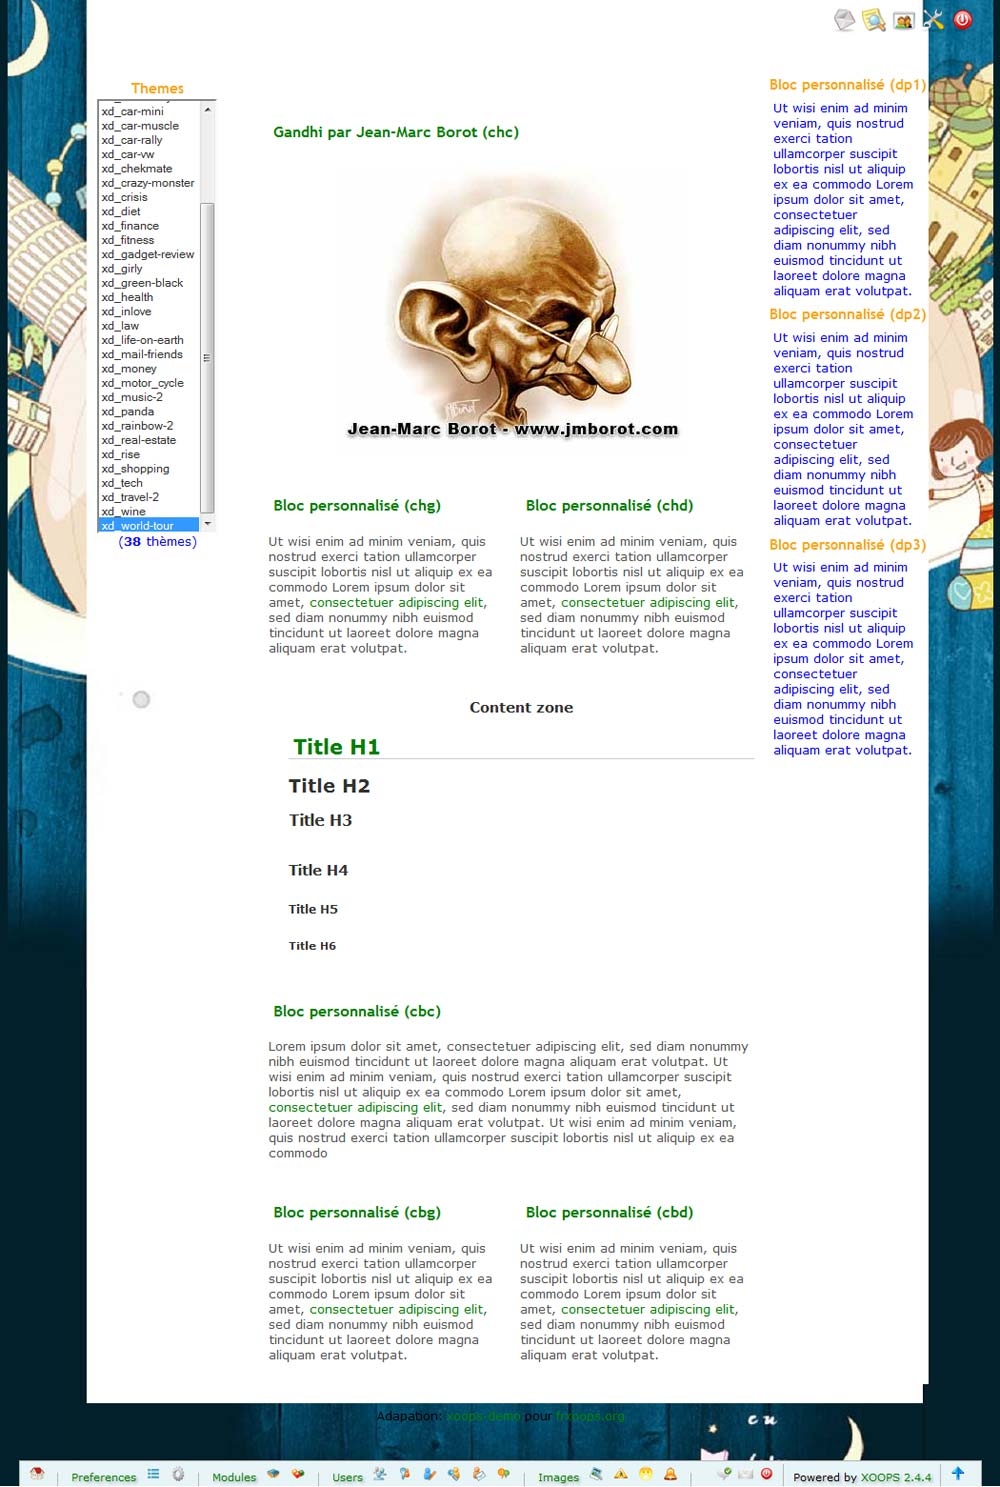 Themes
xd_car-mini
xd_car-muscle
xd_car-rally
xd_car-vw
xd_chekmate
xd_crazy-monster
xd_crisis
xd_diet
xd_finance
xd_fitness
xd_gadget-review
xd_girly
xd_green-black
xd_health
xd_inlove
xd_law
xd_life-on-earth
xd_mail-friends
xd_money
xd_motor_cycle
xd_music-2
xd_panda
xd_rainbow-2
xd_real-estate
xd_rise
xd_shopping
xd_tech
xd_travel-2
xd_wine
xd_world-tour
(38 thèmes)
Gandhi par Jean-Marc Borot (chc)
Jean-Marc Borot - www.jmborot.com
Bloc personnalisé (chg)
Ut wisi enim ad minim veniam, quis
nostrud exerci tation ullamcorper
suscipit lobortis nisl ut aliquip ex ea
commodo Lorem ipsum dolor sit
amet, consectetuer adipiscing elit,
sed diam nonummy nibh euismod
tincidunt ut laoreet dolore magna
aliquam erat volutpat.
Bloc personnalisé (chd)
Ut wisi enim ad minim veniam, quis
nostrud exerci tation ullamcorper
suscipit lobortis nisl ut aliquip ex ea
commodo Lorem ipsum dolor sit
amet, consectetuer adipiscing elit,
sed diam nonummy nibh euismod
tincidunt ut laoreet dolore magna
aliquam erat volutpat.
Content zone
Title H1
Title H2
Title H3
Title H4
Title H5
Title H6
Bloc personnalisé (cbc)
Lorem ipsum dolor sit amet, consectetuer adipiscing elit, sed diam nonummy
nibh euismod tincidunt ut laoreet dolore magna aliquam erat volutpat. Ut
wisi enim ad minim veniam, quis nostrud exerci tation ullamcorper suscipit
lobortis nisl ut aliquip ex ea commodo Lorem ipsum dolor sit amet,
consectetuer adipiscing elit, sed diam nonummy nibh euismod tincidunt ut
laoreet dolore magna aliquam erat volutpat. Ut wisi enim ad minim veniam,
quis nostrud exerci tation ullamcorper suscipit lobortis nisl ut aliquip ex ea
commodo
Bloc personnalisé (cbg)
Ut wisi enim ad minim veniam, quis
nostrud exerci tation ullamcorper
suscipit lobortis nisl ut aliquip ex ea
commodo Lorem ipsum dolor sit
amet, consectetuer adipiscing elit,
sed diam nonummy nibh euismod
tincidunt ut laoreet dolore magna
aliquam erat volutpat.
Bloc personnalisé (cbd)
Ut wisi enim ad minim veniam, quis
nostrud exerci tation ullamcorper
suscipit lobortis nisl ut aliquip ex ea
commodo Lorem ipsum dolor sit
amet, consectetuer adipiscing elit,
sed diam nonummy nibh euismod
tincidunt ut laoreet dolore magna
aliquam erat volutpat.
Bloc personnalisé (dp1)
Ut wisi enim ad minim
veniam, quis nostrud
exerci tation
ullamcorper suscipit
lobortis nisl ut aliquip
ex ea commodo Lorem
ipsum dolor sit amet,
consectetuer
adipiscing elit, sed
diam nonummy nibh
euismod tincidunt ut
laoreet dolore magna
aliquam erat volutpat.
Bloc personnalisé (dp2)
Ut wisi enim ad minim
veniam, quis nostrud
exerci tation
ullamcorper suscipit
lobortis nisl ut aliquip
ex ea commodo Lorem
ipsum dolor sit amet,
consectetuer
adipiscing elit, sed
diam nonummy nibh
euismod tincidunt ut
laoreet dolore magna
aliquam erat volutpat.
Bloc personnalisé (dp3)
Ut wisi enim ad minim
veniam, quis nostrud
exerci tation
ullamcorper suscipit
lobortis nisl ut aliquip
ex ea commodo Lorem
ipsum dolor sit amet,
consectetuer
adipiscing elit, sed
diam nonummy nibh
euismod tincidunt ut
laoreet dolore magna
aliquam erat volutpat.
Adapation: xoops-demo pour frxoops.org
Preferences Modules Users Images Powered by XOOPS 2.4.4